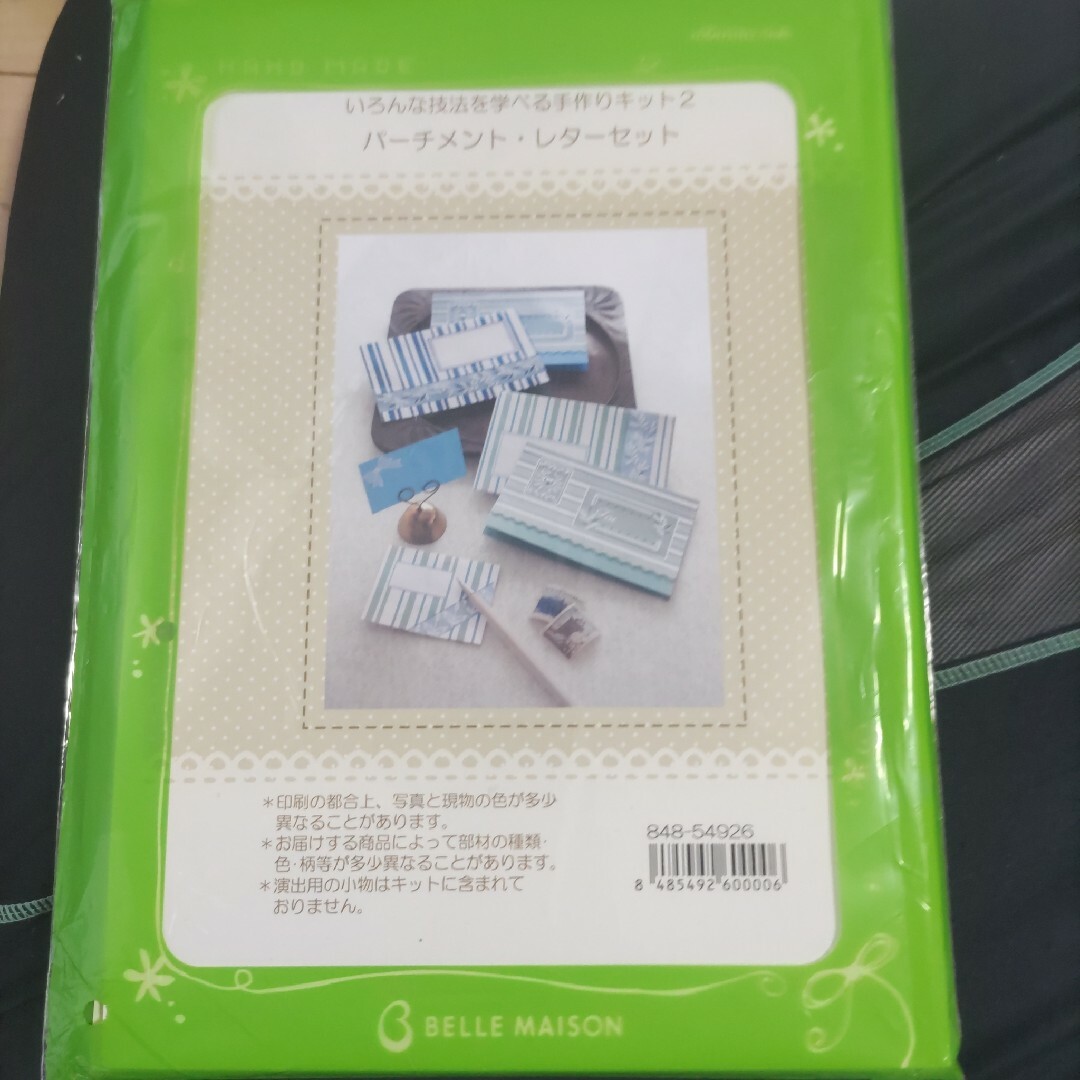 HAND MADE
いろんな技法を学べる手作りキット2
パーチメント・レターセット
＊印刷の都合上、写真と現物の色が多少
異なることがあります。
＊お届けする商品によって部材の種類・
色・柄等が多少異なることがあります。
＊演出用の小物はキットに含まれて
おりません。
848-54926
8 485492 600006
BELLE MAISON